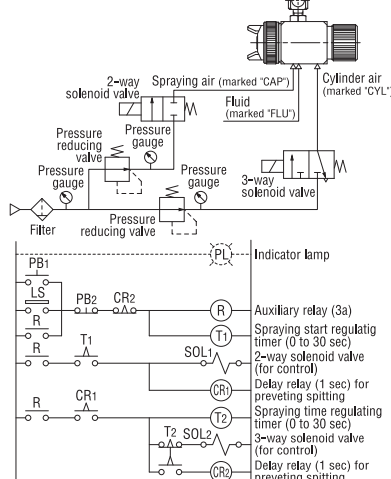 2-way
solenoid valve
Spraying air (marked "CAP")
Fluid
(marked "FLU")
Cylinder air
(marked "CYL")
Pressure
reducing
valve
Pressure
gauge
Pressure
gauge
Pressure
gauge
3-way
solenoid valve
Filter
Pressure
reducing valve
PL
Indicator lamp
PB1
LS
R
PB2
CR2
R
Auxiliary relay (3a)
T1
Spraying start regulatig
timer (0 to 30 sec)
R
T1
SOL1
2-way solenoid valve
(for control)
CR1
Delay relay (1 sec) for
preveting spitting
R
CR1
T2
Spraying time regulating
timer (0 to 30 sec)
T2
SOL2
3-way solenoid valve
(for control)
CR2
Delay relay (1 sec) for
preveting spitting